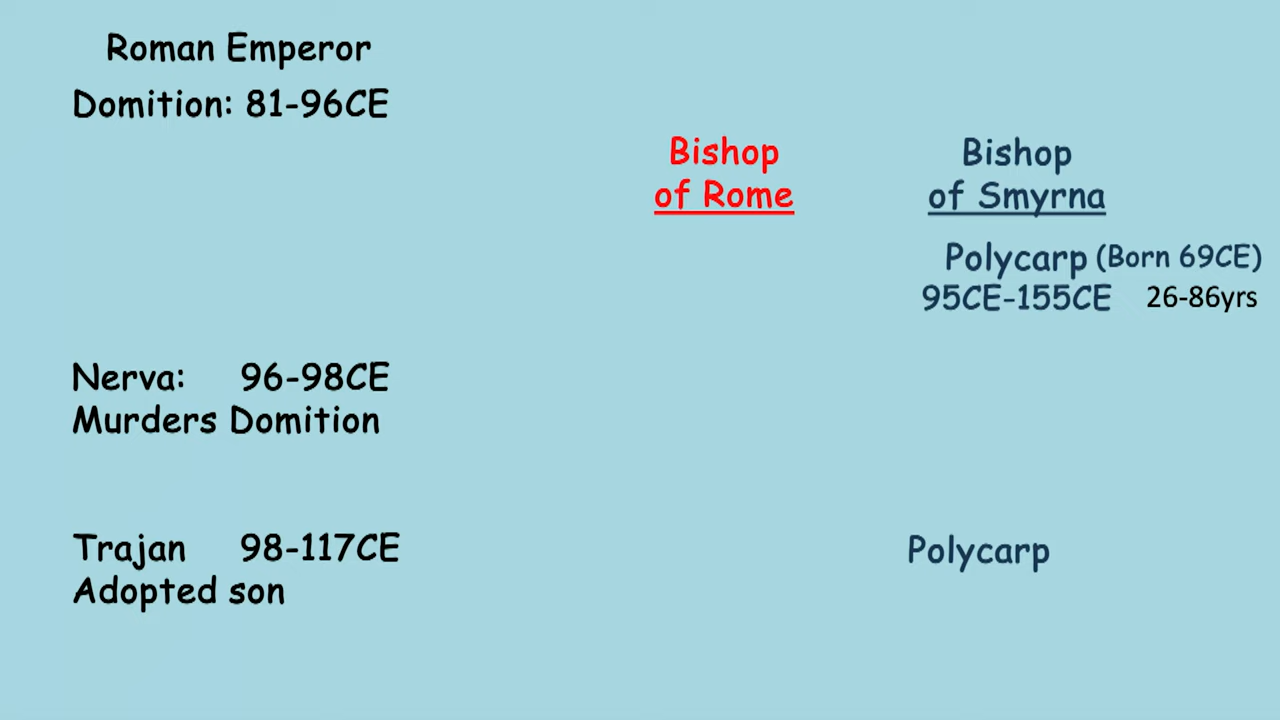 Roman Emperor
Domition: 81-96CE
Bishop
of Rome
Bishop
of Smyrna
Polycarp (Born 69CE)
95CE-155CE 26-86yrs
Nerva: 96-98CE
Murders Domition
Trajan 98-117CE
Adopted son
Polycarp